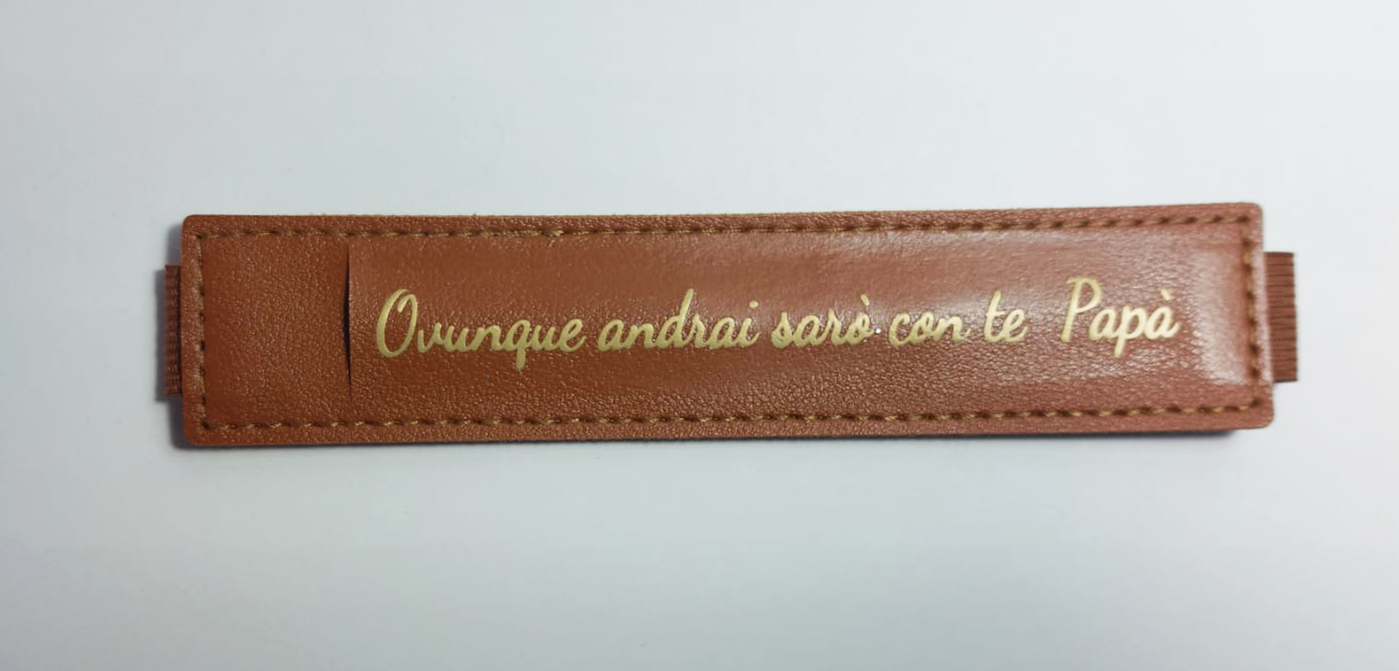 Ovunque andrai sarò con te Papà